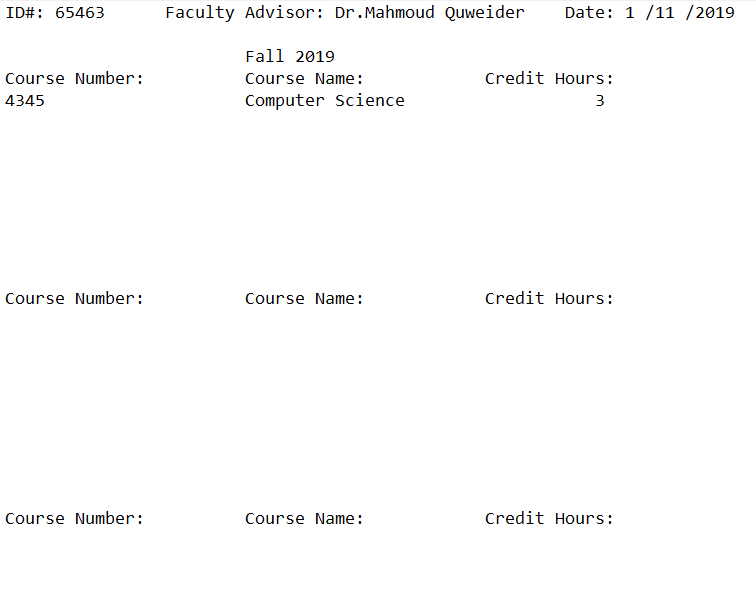 ID#: 65463 Faculty Advisor: Dr.Mahmoud Quweider Date: 1 /11 /2019
Fall 2019
Course Number: Course Name: Credit Hours:
4345 Computer Science 3
Course Number: Course Name: Credit Hours:
Course Number: Course Name: Credit Hours: